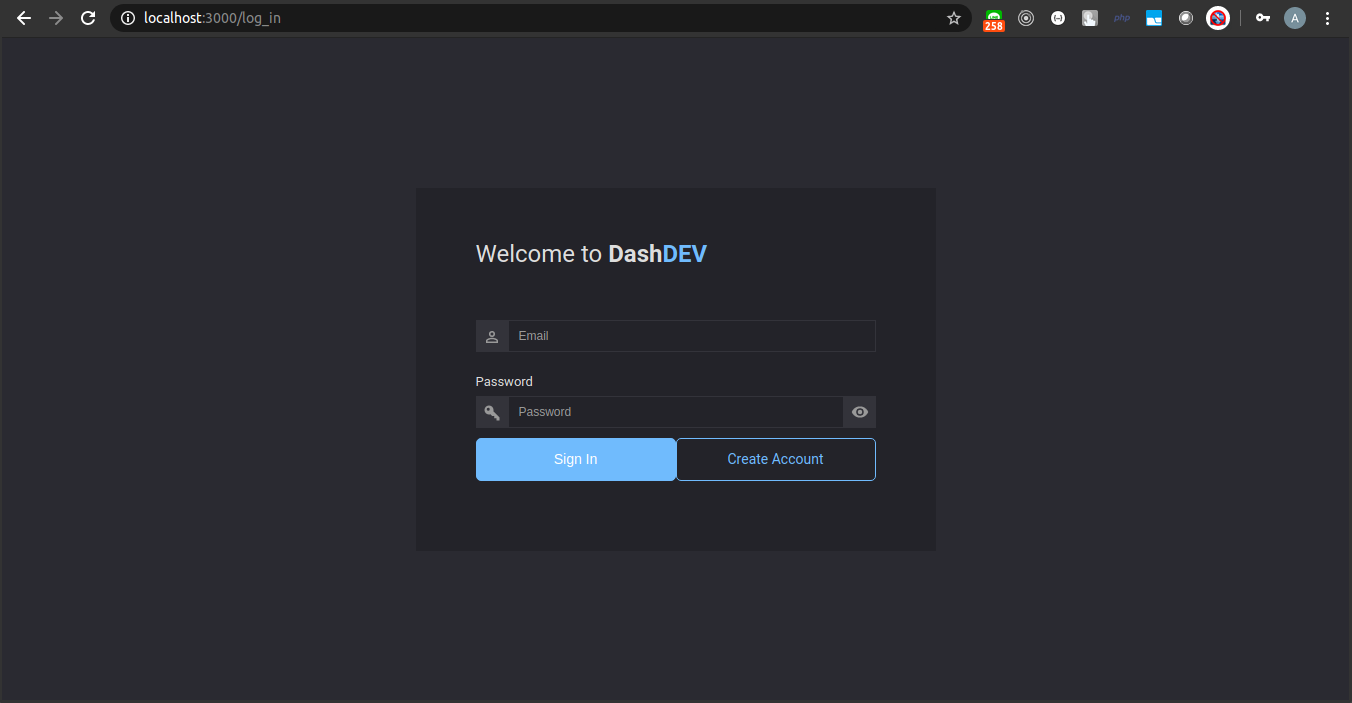 localhost:3000/log_in
258
php
A
Welcome to DashDEV
Email
Password
Password
Sign In
Create Account